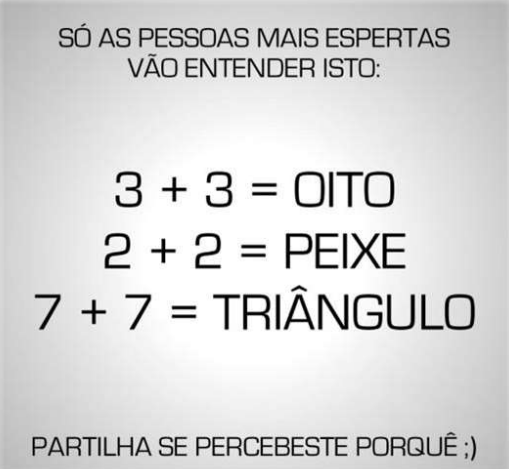 SÓ AS PESSOAS MAIS ESPERTAS
VÃO ENTENDER ISTO:
3 + 3 = OITO
2 + 2 = PEIXE
7 + 7 = TRIÂNGULO
PARTILHA SE PERCEBESTE PORQUÊ ;)